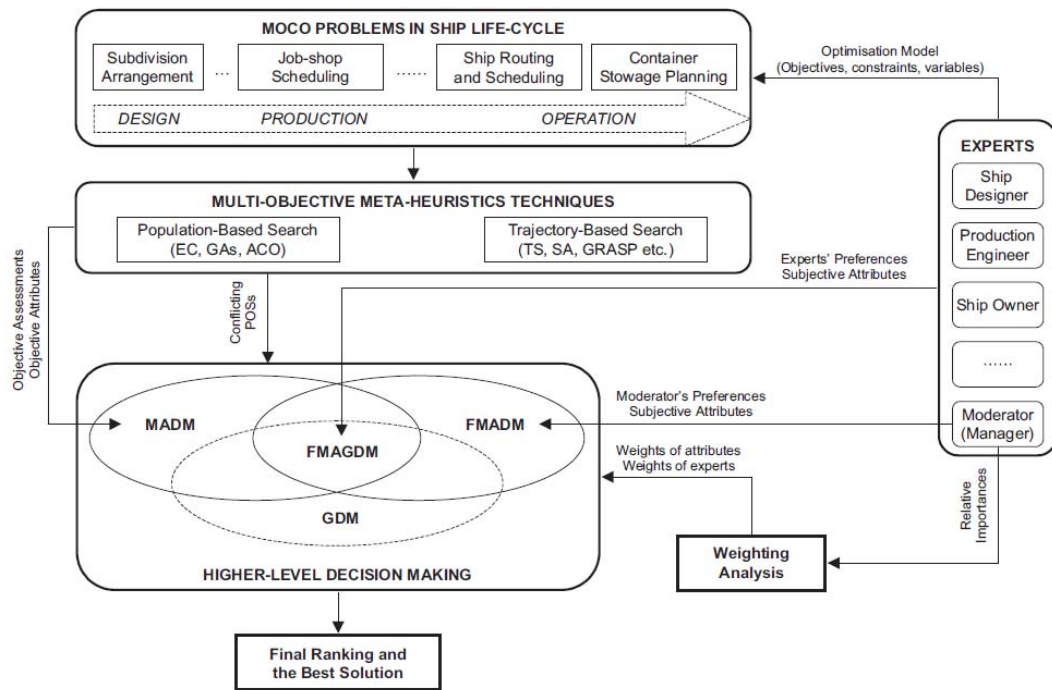 MOCO PROBLEMS IN SHIP LIFE-CYCLE
Subdivision
Arrangement
...
Job-shop
Scheduling
......
Ship Routing
and Scheduling
Container
Stowage Planning
DESIGN
PRODUCTION
OPERATION
Optimisation Model
(Objectives, constraints, variables)
EXPERTS
Ship
Designer
Production
Engineer
Ship Owner
......
Moderator
(Manager)
MULTI-OBJECTIVE META-HEURISTICS TECHNIQUES
Population-Based Search
(EC, GAs, ACO)
Trajectory-Based Search
(TS, SA, GRASP etc.)
Experts' Preferences
Subjective Attributes
Objective Assessments
Objective Attributes
Conflicting
POSs
MADM
FMADM
FMAGDM
GDM
HIGHER-LEVEL DECISION MAKING
Moderator's Preferences
Subjective Attributes
Weights of attributes
Weights of experts
Relative
Importances
Weighting
Analysis
Final Ranking and
the Best Solution